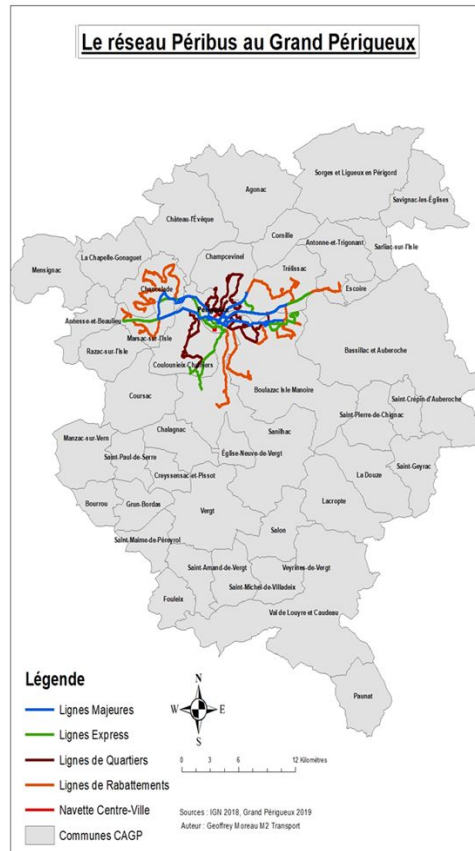 Le réseau Péribus au Grand Périgueux
Sorges et Ligueux en Périgord
Agonac
Savignac-les-Églises
Château-l'Évêque
Cornille
Antonne-et-Trigonant
Sarliac-sur-l'Isle
La Chapelle-Gonaguet
Champcevinel
Mensignac
Trélissac
Escoire
Chancelade
Annesse-et-Beaulieu
Marsac-sur-l'Isle
Razac-sur-l'Isle
Coulounieix Chamiers
Bassillac et Auberoche
Boulazac Isle Manoire
Coursac
Saint-Crépin d'Auberoche
Saint-Pierre-de-Chignac
Manzac-sur-Vern
Chalagnac
Sanilhac
Saint-Paul-de-Serre
Église-Neuve-de-Vergt
Saint-Geyrac
La Douze
Creyssensac-et-Pissot
Bourrou
Grun-Bordas
Vergt
Lacropte
Salon
Saint-Maime-de-Péreyrol
Saint-Amand-de-Vergt
Veyrines-de-Vergt
Saint-Michel-de-Villadeix
Fouleix
Val de Louyre et Caudeau
Paunat
Légende
N
W E
S
Lignes Majeures
Lignes Express
Lignes de Quartiers
0 3 6 12 Kilomètres
Lignes de Rabattements
Navette Centre-Ville
Communes CAGP
Sources : IGN 2018, Grand Périgueux 2019
Auteur : Geoffrey Moreau M2 Transport